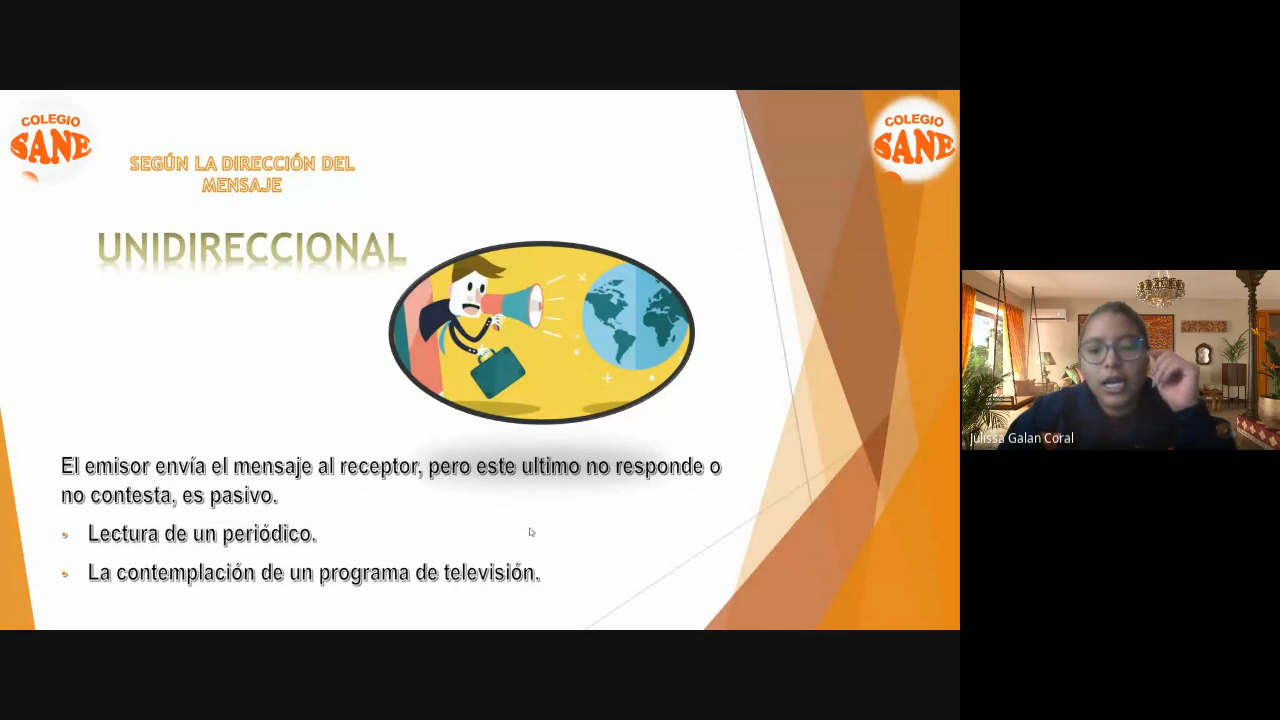 COLEGIO
SANE
COLEGIO
SANE
SEGÚN LA DIRECCIÓN DEL
MENSAJE
UNIDIRECCIONAL
El emisor envía el mensaje al receptor, pero este ultimo no responde o
no contesta, es pasivo.
Lectura de un periódico.
La contemplación de un programa de televisión.
Julissa Galan Coral